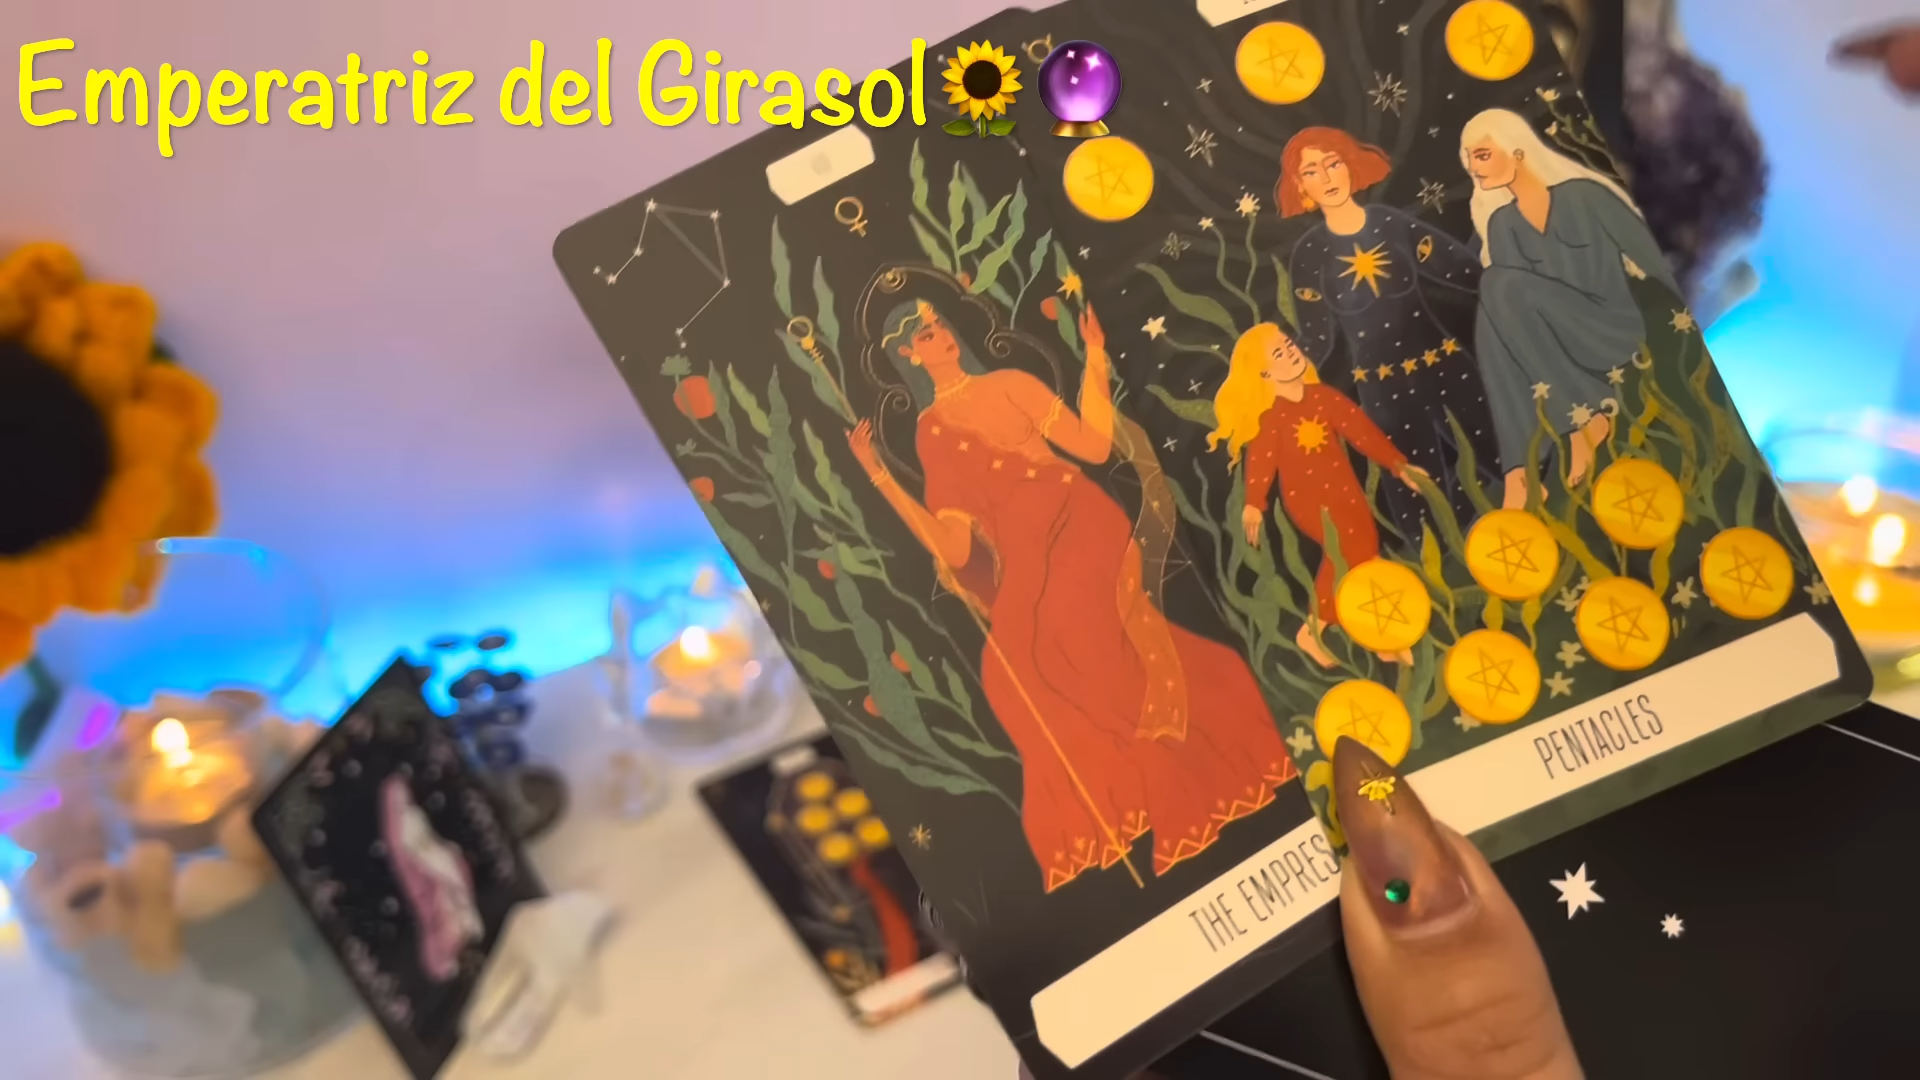 Emperatriz del Girasol🌻🔮
PENTACLES
THE EMPRES